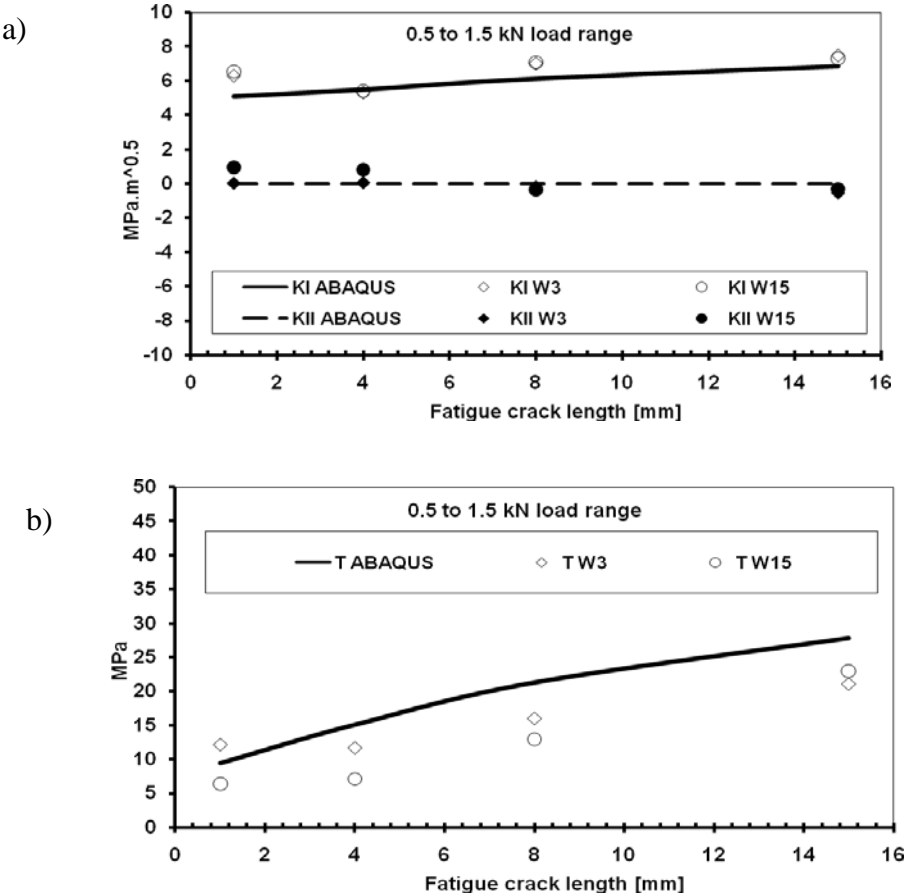 a)
10
8
6
4
2
0
-2
-4
-6
-8
-10
MPa.m^0.5
0.5 to 1.5 kN load range
KI ABAQUS KI W3 KI W15
KII ABAQUS KII W3 KII W15
0 2 4 6 8 10 12 14 16
Fatigue crack length [mm]
b)
50
45
40
35
30
25
20
15
10
5
0
MPa
0.5 to 1.5 kN load range
T ABAQUS T W3 T W15
0 2 4 6 8 10 12 14 16
Fatigue crack length [mm]